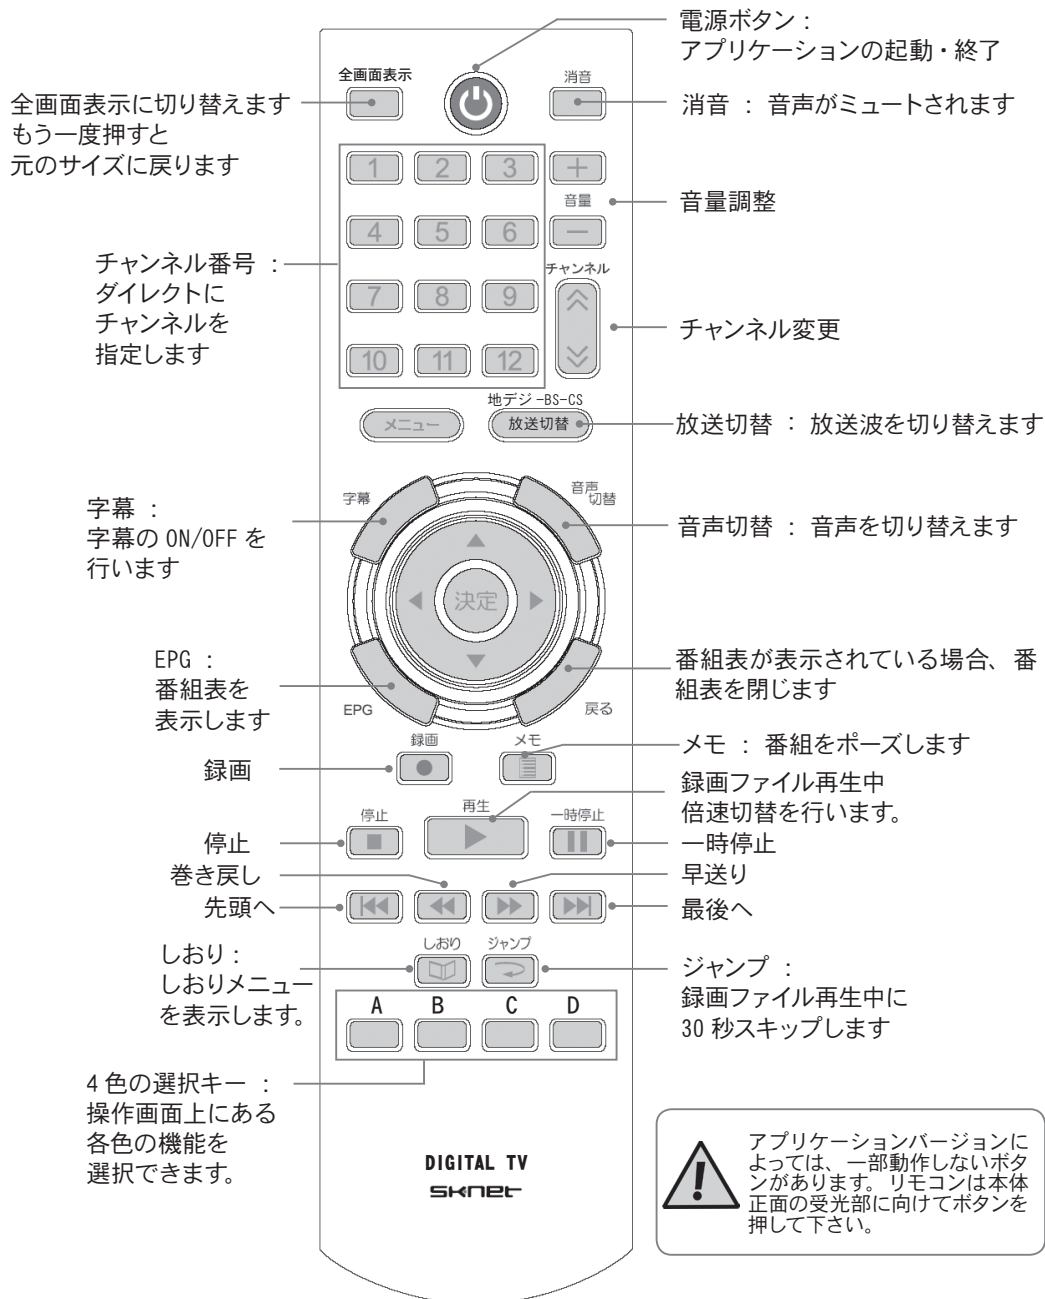 電源ボタン：
アプリケーションの起動・終了
全画面表示
消音
全画面表示に切り替えます
もう一度押すと
元のサイズに戻ります
消音 ： 音声がミュートされます
1 2 3 ＋
音量
音量調整
4 5 6 －
チャンネル番号 ：
ダイレクトに
チャンネルを
指定します
チャンネル
7 8 9
チャンネル変更
10 11 12
地デジ-BS-CS
メニュー
放送切替
放送切替 ： 放送波を切り替えます
字幕
音声
切替
字幕 ：
字幕の ON/OFF を
行います
音声切替 ： 音声を切り替えます
決定
EPG ：
番組表を
表示します
番組表が表示されている場合、番
組表を閉じます
EPG
戻る
録画
メモ
メモ ： 番組をポーズします
録画
録画ファイル再生中
倍速切替を行います。
停止
再生
一時停止
停止
一時停止
巻き戻し
早送り
先頭へ
最後へ
しおり
ジャンプ
しおり：
しおりメニュー
を表示します。
ジャンプ ：
録画ファイル再生中に
30 秒スキップします
A B C D
4 色の選択キー ：
操作画面上にある
各色の機能を
選択できます。
DIGITAL TV
SKNET
アプリケーションバージョンに
よっては、一部動作しないボタ
ンがあります。リモコンは本体
正面の受光部に向けてボタンを
押して下さい。